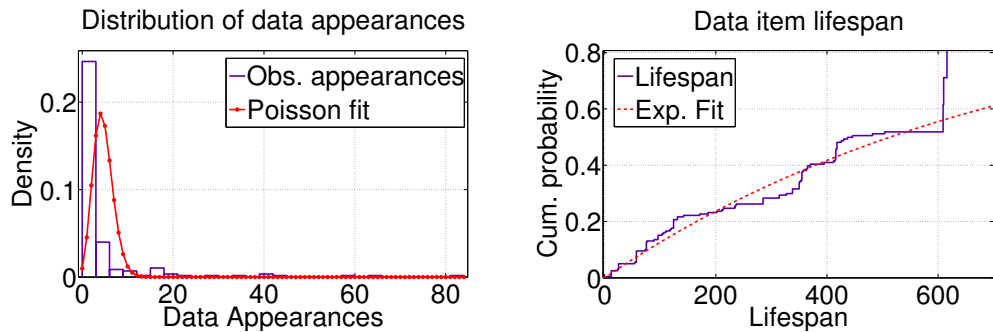 Distribution of data appearances
Obs. appearances
Poisson fit
Density
0.2
0.1
0
0
20
40
60
80
Data Appearances
Data item lifespan
Lifespan
Exp. Fit
Cum. probability
0.8
0.6
0.4
0.2
0
0
200
400
600
Lifespan